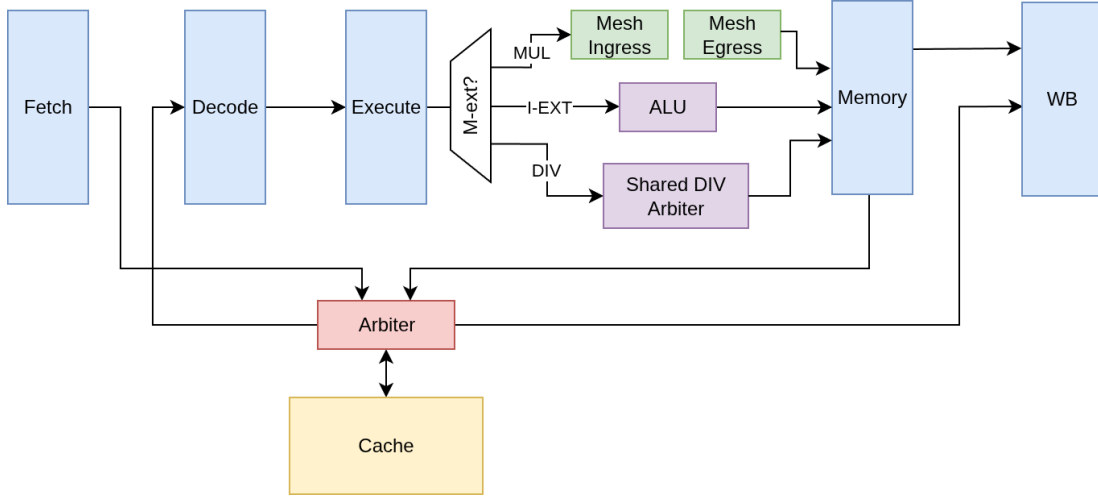 Fetch
Decode
Execute
M-ext?
MUL
I-EXT
DIV
Mesh
Ingress
Mesh
Egress
ALU
Shared DIV
Arbiter
Memory
WB
Arbiter
Cache